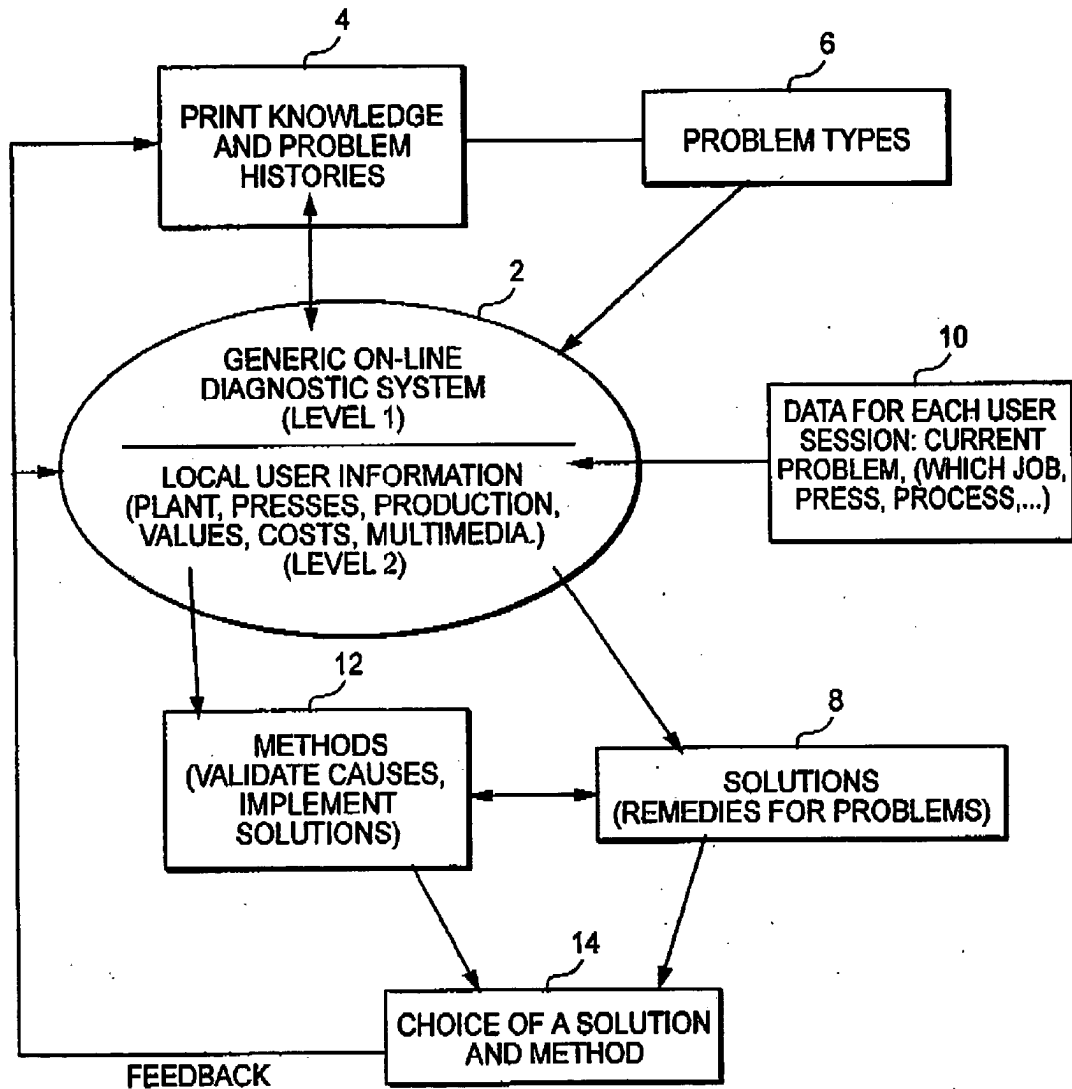 4
PRINT KNOWLEDGE
AND PROBLEM
HISTORIES
6
PROBLEM TYPES
2
GENERIC ON-LINE
DIAGNOSTIC SYSTEM
(LEVEL 1)
LOCAL USER INFORMATION
(PLANT, PRESSES, PRODUCTION,
VALUES, COSTS, MULTIMEDIA.)
(LEVEL 2)
10
DATA FOR EACH USER
SESSION: CURRENT
PROBLEM, (WHICH JOB,
PRESS, PROCESS,...)
12
METHODS
(VALIDATE CAUSES,
IMPLEMENT
SOLUTIONS)
8
SOLUTIONS
(REMEDIES FOR PROBLEMS)
14
CHOICE OF A SOLUTION
AND METHOD
FEEDBACK